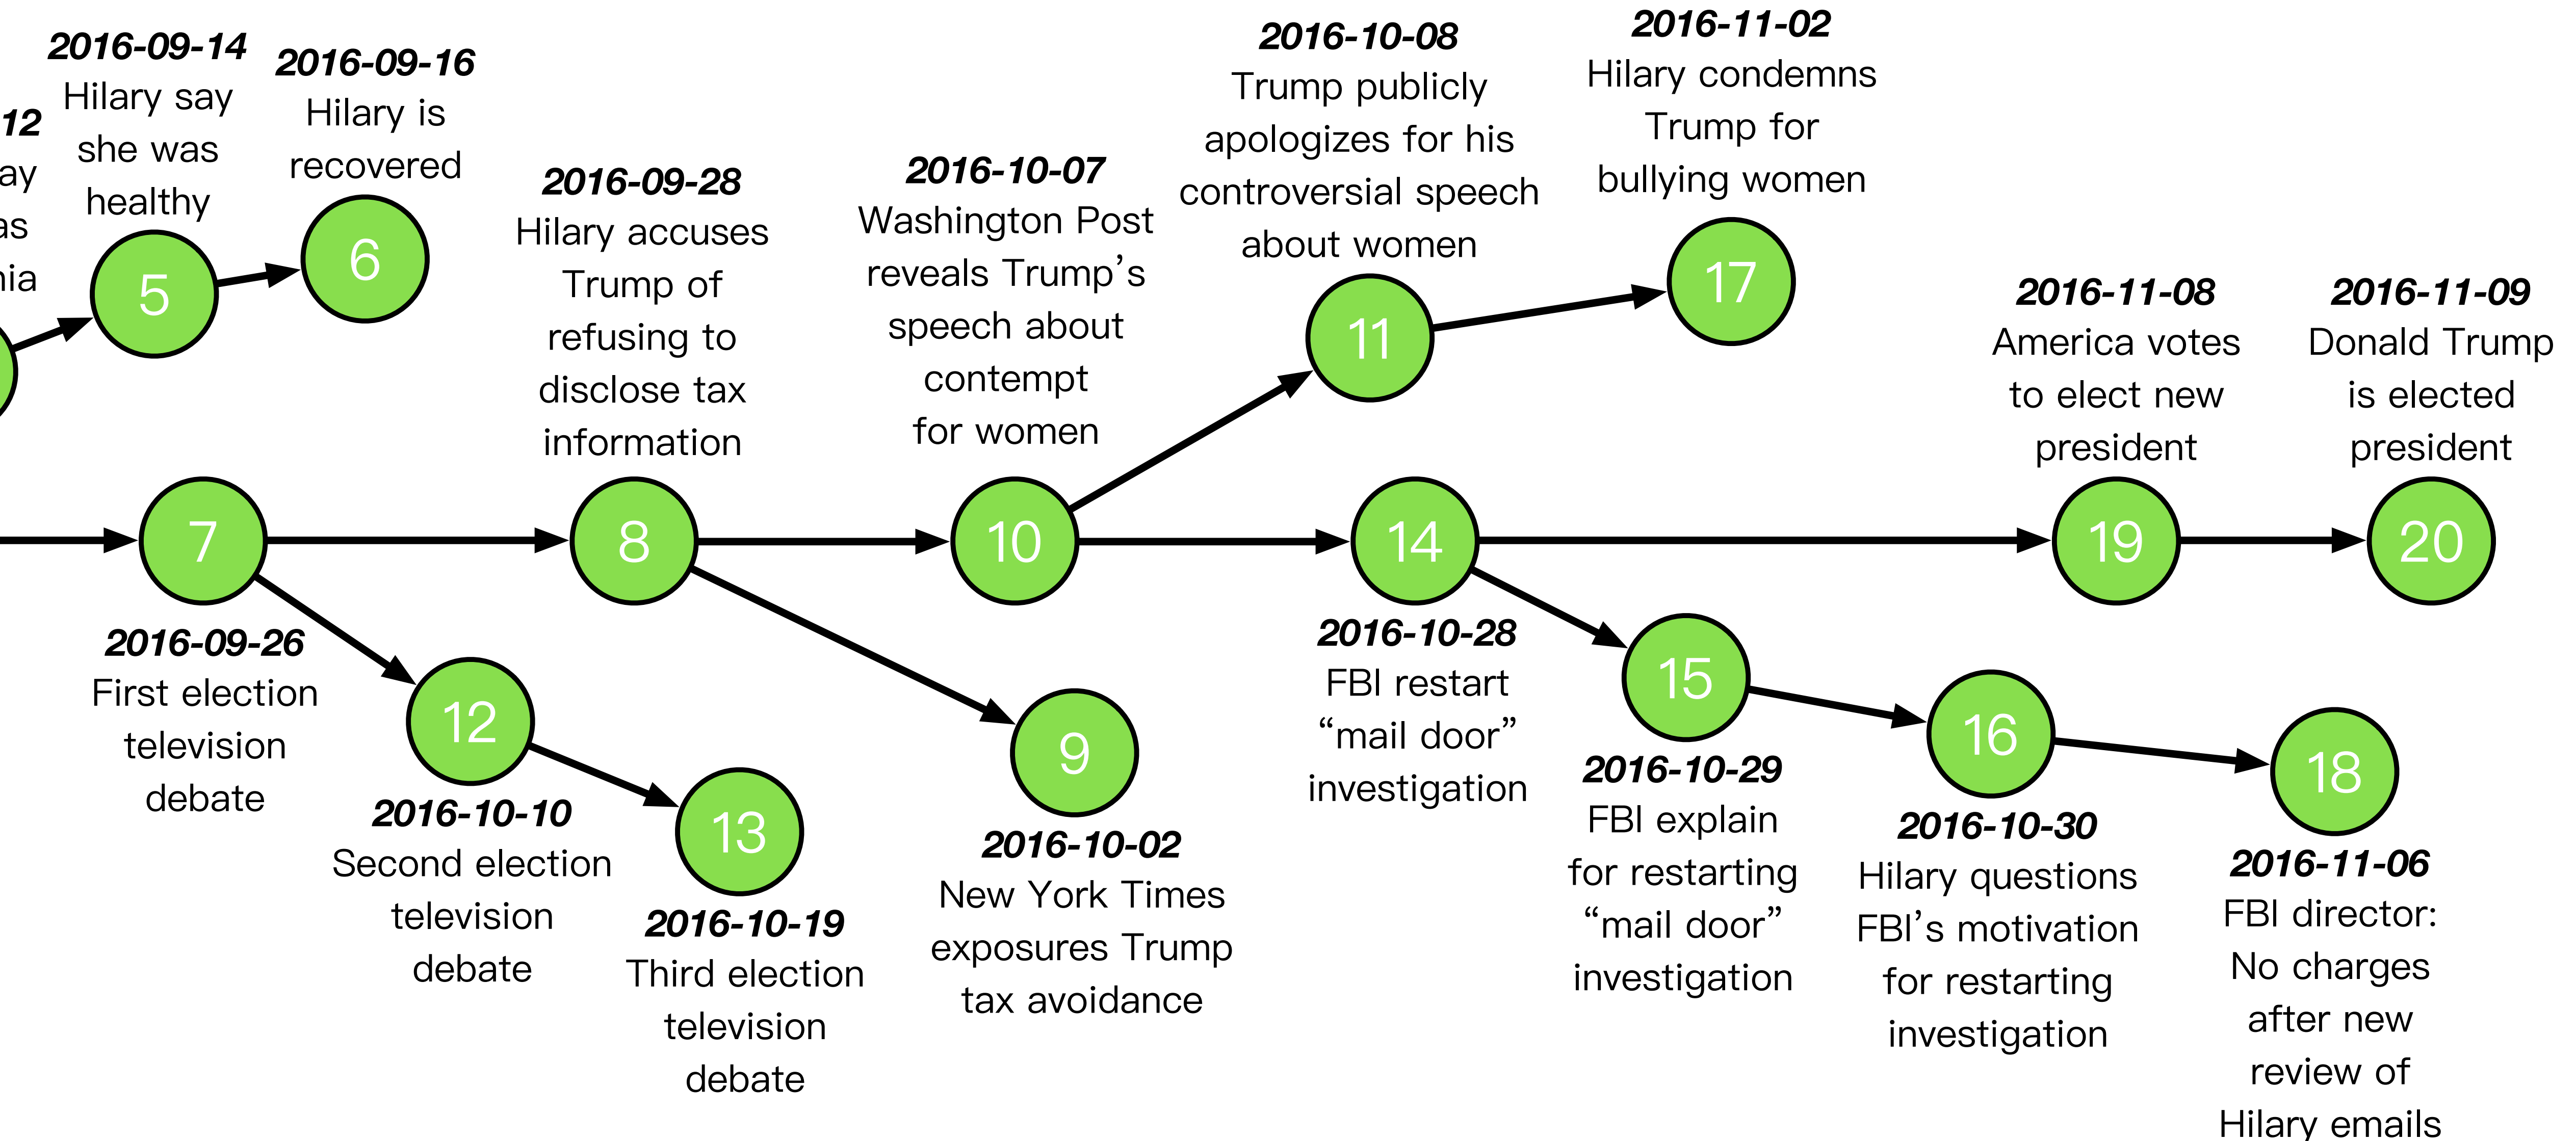 12
2016-09-14
Hilary say
she was
healthy
5
2016-09-16
Hilary is
recovered
6
2016-09-28
Hilary accuses
Trump of
refusing to
disclose tax
information
8
2016-10-07
Washington Post
reveals Trump's
speech about
contempt
for women
10
2016-10-08
Trump publicly
apologizes for his
controversial speech
about women
11
2016-11-02
Hilary condemns
Trump for
bullying women
17
2016-11-08
America votes
to elect new
president
19
2016-11-09
Donald Trump
is elected
president
20
7
2016-09-26
First election
television
debate
12
2016-10-10
Second election
television
debate
13
2016-10-19
Third election
television
debate
9
2016-10-02
New York Times
exposures Trump
tax avoidance
14
2016-10-28
FBI restart
“mail door”
investigation
15
2016-10-29
FBI explain
for restarting
“mail door”
investigation
16
2016-10-30
Hilary questions
FBI's motivation
for restarting
investigation
18
2016-11-06
FBI director:
No charges
after new
review of
Hilary emails